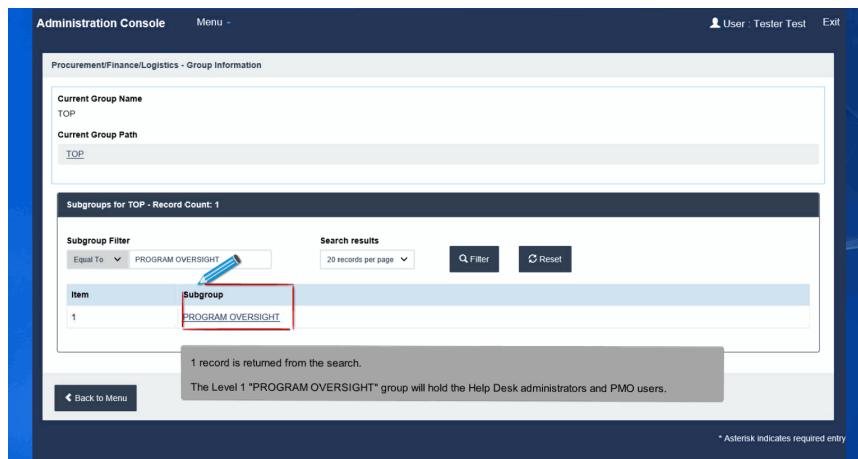 Administration Console Menu User : Tester Test Exit
Procurement/Finance/Logistics - Group Information
Current Group Name
TOP
Current Group Path
TOP
Subgroups for TOP - Record Count: 1
Subgroup Filter Search results
Equal To PROGRAM OVERSIGHT 20 records per page Filter Reset
Item Subgroup
1 PROGRAM OVERSIGHT
1 record is returned from the search.
The Level 1 "PROGRAM OVERSIGHT" group will hold the Help Desk administrators and PMO users.
Back to Menu
* Asterisk indicates required entry